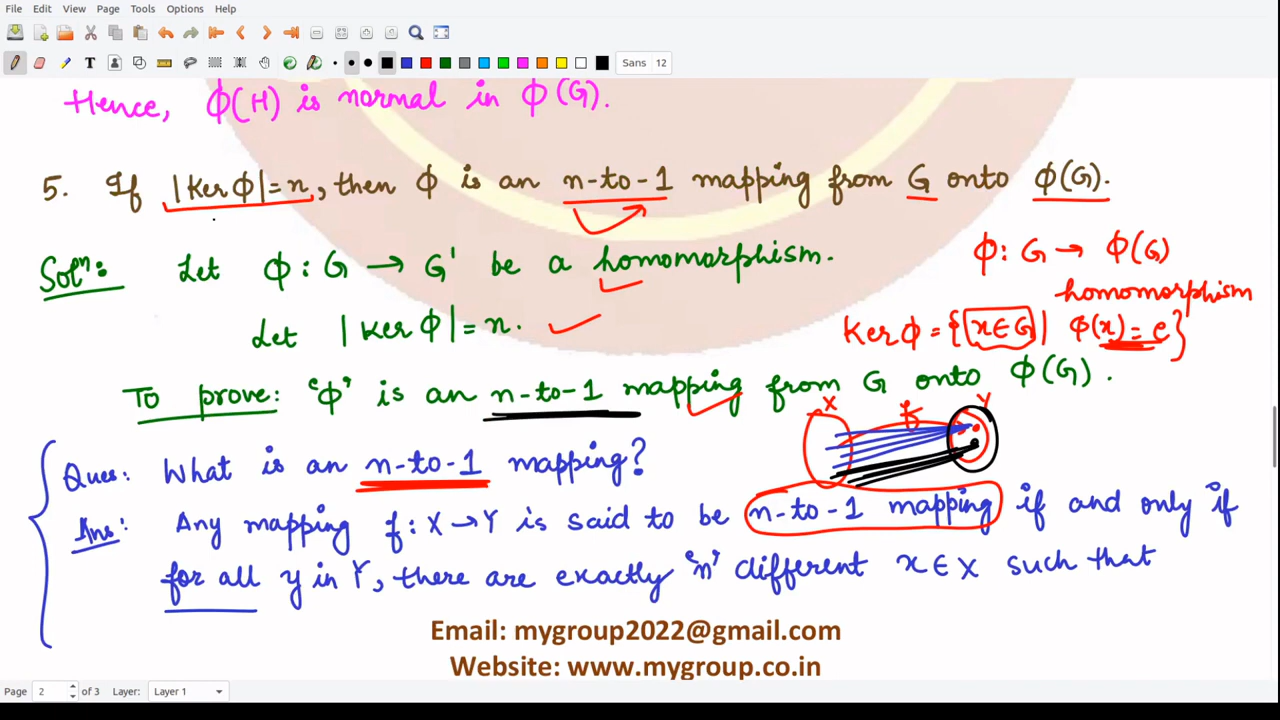 File Edit View Page Tools Options Help
Sans 12
Hence, Φ(H) is normal in Φ(G).
5. If |Ker Φ| = n, then Φ is an n-to-1 mapping from G onto Φ(G).
Solⁿ: Let Φ : G → G' be a homomorphism.
Φ : G → Φ(G)
homomorphism
Let | Ker Φ | = n.
Ker Φ = { x ∈ G | Φ(x) = e }
To prove: 'Φ' is an n-to-1 mapping from G onto Φ(G).
X f Y
Ques: What is an n-to-1 mapping?
Ans: Any mapping f : X → Y is said to be n-to-1 mapping if and only if
for all y in Y, there are exactly 'n' different x ∈ X such that
Email: mygroup2022@gmail.com
Website: www.mygroup.co.in
Page 2 of 3 Layer: Layer 1